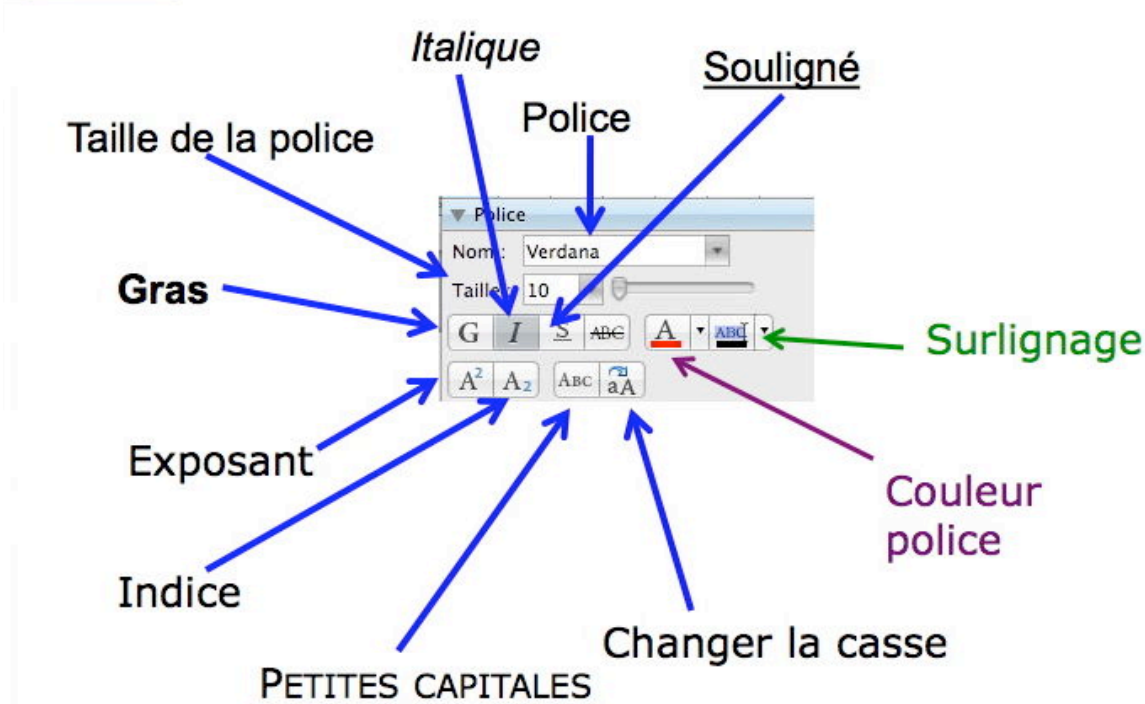 Italique
Souligné
Police
Taille de la police
Police
Nom : Verdana
Gras
Taille : 10
G I S ABC A ABC
Surlignage
A² A₂ ABC aA
Exposant
Couleur
police
Indice
Changer la casse
PETITES CAPITALES